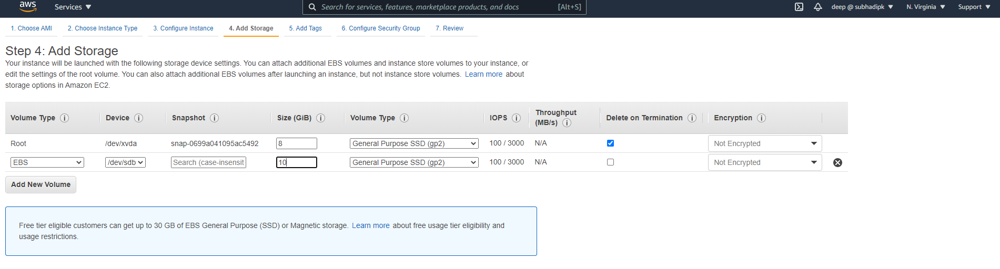 aws Services Search for services, features, marketplace products, and docs [Alt+S] deep @ subhadipk N. Virginia Support
1. Choose AMI 2. Choose Instance Type 3. Configure Instance 4. Add Storage 5. Add Tags 6. Configure Security Group 7. Review
Step 4: Add Storage
Your instance will be launched with the following storage device settings. You can attach additional EBS volumes and instance store volumes to your instance, or
edit the settings of the root volume. You can also attach additional EBS volumes after launching an instance, but not instance store volumes. Learn more about
storage options in Amazon EC2.
Volume Type i Device i Snapshot i Size (GiB) i Volume Type i IOPS i Throughput (MB/s) i Delete on Termination i Encryption i
Root /dev/xvda snap-0699a041095ac5492 8 General Purpose SSD (gp2) 100 / 3000 N/A Not Encrypted
EBS /dev/sdb Search (case-insensit 10 General Purpose SSD (gp2) 100 / 3000 N/A Not Encrypted
Add New Volume
Free tier eligible customers can get up to 30 GB of EBS General Purpose (SSD) or Magnetic storage. Learn more about free usage tier eligibility and
usage restrictions.